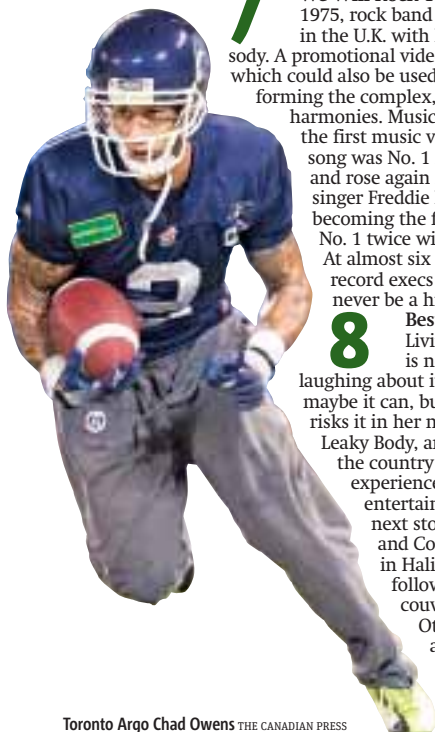 7
1975, rock band
in the U.K. with
sody. A promotional vide
which could also be used
forming the complex,
harmonies. Music
the first music v
song was No. 1
and rose again
singer Freddie
becoming the f
No. 1 twice wi
At almost six
record execs
never be a h
8
Bes
Livi
is n
laughing about i
maybe it can, bu
risks it in her n
Leaky Body, a
the country
experience
entertain
next sto
and Co
in Hali
follow
couv
Ot
a
2
Toronto Argo Chad Owens THE CANADIAN PRESS